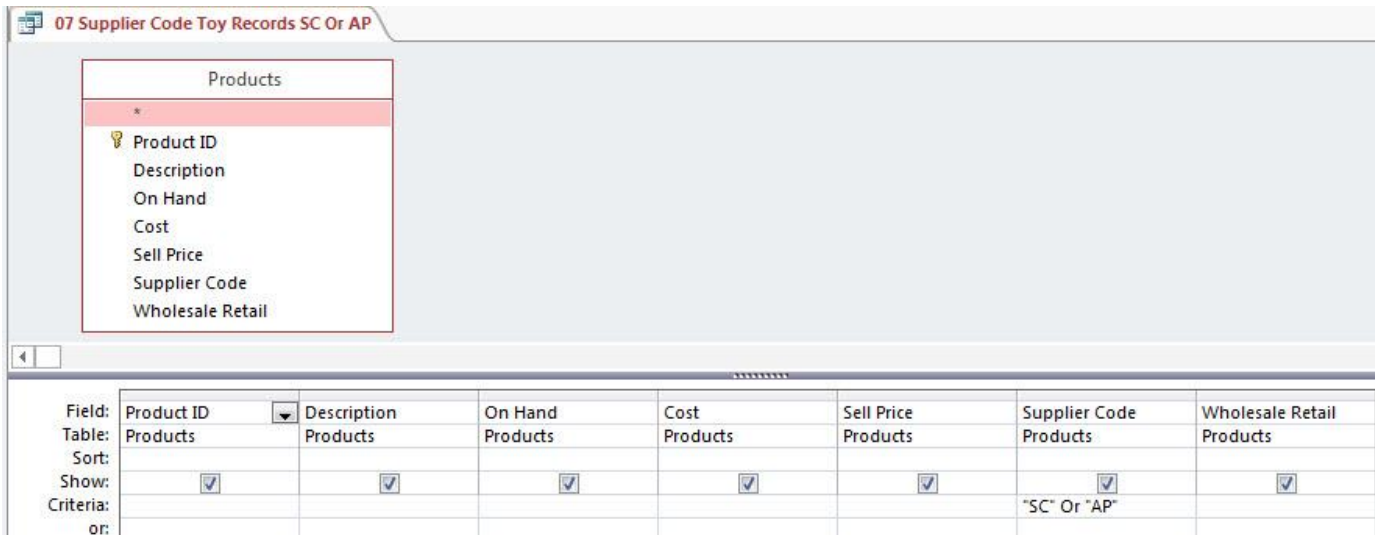 07 Supplier Code Toy Records SC Or AP
Products
*
Product ID
Description
On Hand
Cost
Sell Price
Supplier Code
Wholesale Retail
Field: Product ID Description On Hand Cost Sell Price Supplier Code Wholesale Retail
Table: Products Products Products Products Products Products Products
Sort:
Show:
Criteria: "SC" Or "AP"
or: